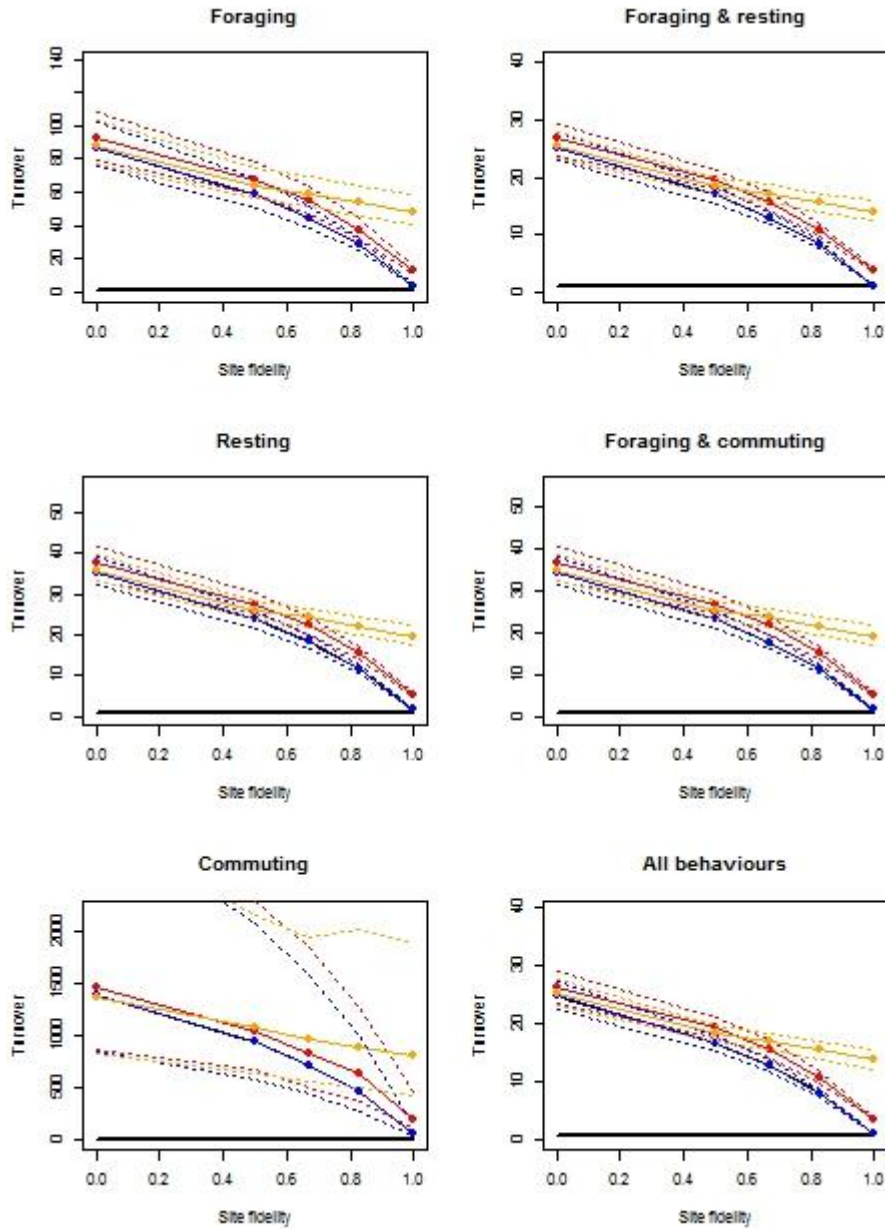 Foraging
Turnover
0 20 40 60 80 100 140
0.0 0.2 0.4 0.6 0.8 1.0
Site fidelity
Foraging & resting
Turnover
0 10 20 30 40
0.0 0.2 0.4 0.6 0.8 1.0
Site fidelity
Resting
Turnover
0 10 20 30 40 50
0.0 0.2 0.4 0.6 0.8 1.0
Site fidelity
Foraging & commuting
Turnover
0 10 20 30 40 50
0.0 0.2 0.4 0.6 0.8 1.0
Site fidelity
Commuting
Turnover
0 500 1000 1500 2000
0.0 0.2 0.4 0.6 0.8 1.0
Site fidelity
All behaviours
Turnover
0 10 20 30 40
0.0 0.2 0.4 0.6 0.8 1.0
Site fidelity